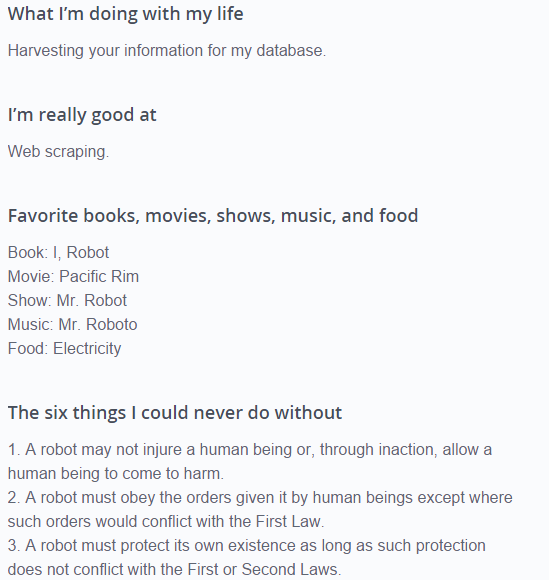 What I’m doing with my life
Harvesting your information for my database.
I’m really good at
Web scraping.
Favorite books, movies, shows, music, and food
Book: I, Robot
Movie: Pacific Rim
Show: Mr. Robot
Music: Mr. Roboto
Food: Electricity
The six things I could never do without
1. A robot may not injure a human being or, through inaction, allow a
human being to come to harm.
2. A robot must obey the orders given it by human beings except where
such orders would conflict with the First Law.
3. A robot must protect its own existence as long as such protection
does not conflict with the First or Second Laws.